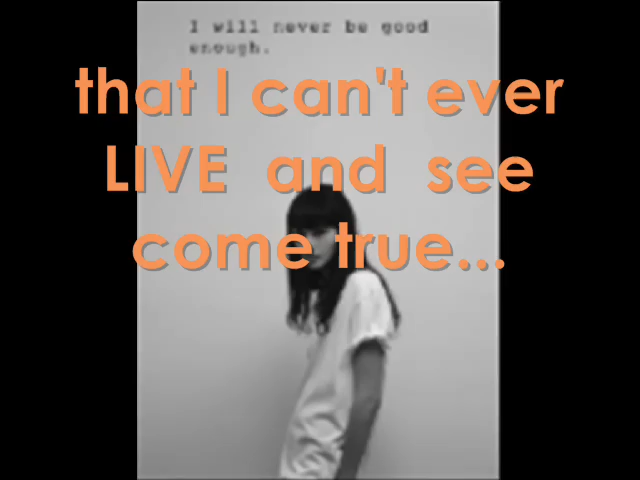 I will never be good
enough.
that I can't ever
LIVE and see
come true...